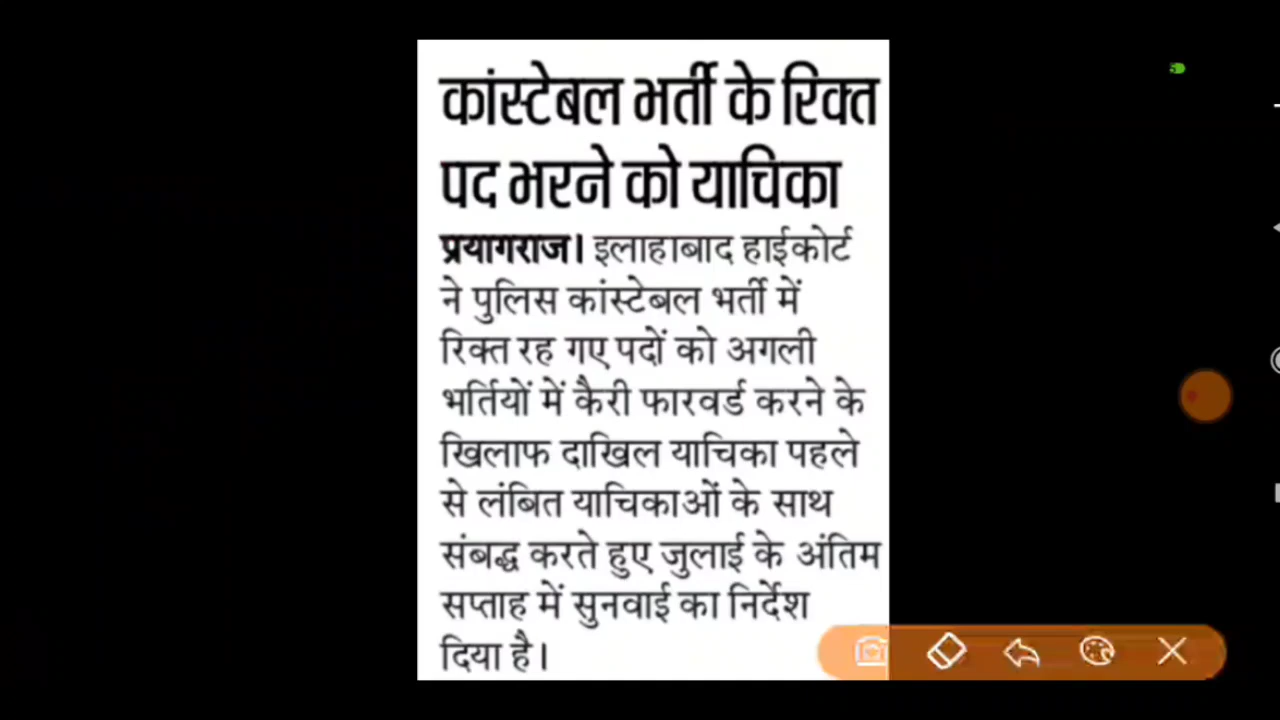 कांस्टेबल भर्ती के रिक्त
पद भरने को याचिका
प्रयागराज। इलाहाबाद हाईकोर्ट
ने पुलिस कांस्टेबल भर्ती में
रिक्त रह गए पदों को अगली
भर्तियों में कैरी फारवर्ड करने के
खिलाफ दाखिल याचिका पहले
से लंबित याचिकाओं के साथ
संबद्ध करते हुए जुलाई के अंतिम
सप्ताह में सुनवाई का निर्देश
दिया है।